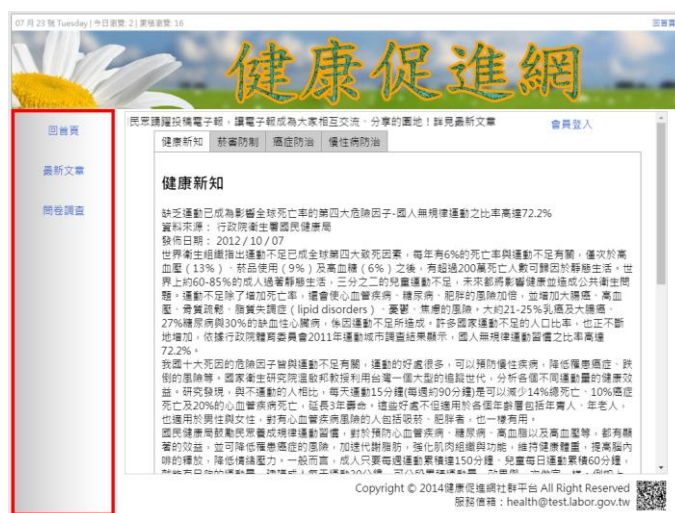 07 月 23 號 Tuesday | 今日瀏覽: 2 | 累積瀏覽: 16
回首頁
健康促進網
回首頁
最新文章
問卷調查
民眾踴躍投稿電子報，讓電子報成為大家相互交流、分享的園地！詳見最新文章
會員登入
健康新知 菸害防制 癌症防治 慢性病防治
健康新知
缺乏運動已成為影響全球死亡率的第四大危險因子-國人無規律運動之比率高達72.2%
資料來源： 行政院衛生署國民健康局
發佈日期： 2012 / 10 / 07
世界衛生組織指出運動不足已成全球第四大致死因素，每年有6%的死亡率與運動不足有關，僅次於高
血壓（13%）、菸品使用（9%）及高血糖（6%）之後，有超過200萬死亡人數可歸因於靜態生活。世
界上約60-85%的成人過著靜態生活，三分之二的兒童運動不足，未來都將影響健康並造成公共衛生問
題。運動不足除了增加死亡率，還會使心血管疾病、糖尿病、肥胖的風險加倍，並增加大腸癌、高血
壓、骨質疏鬆、脂質失調症（lipid disorders）、憂鬱、焦慮的風險。大約21-25%乳癌及大腸癌、
27%糖尿病與30%的缺血性心臟病，係因運動不足所造成。許多國家運動不足的人口比率，也正不斷
地增加，依據行政院體育委員會2011年運動城市調查結果顯示，國人無規律運動習慣之比率高達
72.2%。
我國十大死因的危險因子皆與運動不足有關，運動的好處很多，可以預防慢性疾病，降低罹患癌症、跌
倒的風險等。國家衛生研究院溫啟邦教授利用台灣一個大型的追蹤世代，分析各個不同運動量的健康效
益。研究發現，與不運動的人相比，每天運動15分鐘(每週約90分鐘)是可以減少14%總死亡、10%癌症
死亡及20%的心血管疾病死亡，延長3年壽命。這些好處不但適用於各個年齡層包括年青人、年老人，
也適用於男性與女性，對有心血管疾病風險的人包括吸菸、肥胖者，也一樣有用。
國民健康局鼓勵民眾養成規律運動習慣，對於預防心血管疾病、糖尿病、高血脂以及高血壓等，都有顯
著的效益，並可降低罹患癌症的風險，加速代謝脂肪，強化肌肉組織與功能，維持健康體重，提高腦內
啡的釋放，降低情緒壓力。一般而言，成人只要每週運動累積達150分鐘、兒童每日運動累積60分鐘，
Copyright © 2014健康促進網社群平台 All Right Reserved
服務信箱：health@test.labor.gov.tw